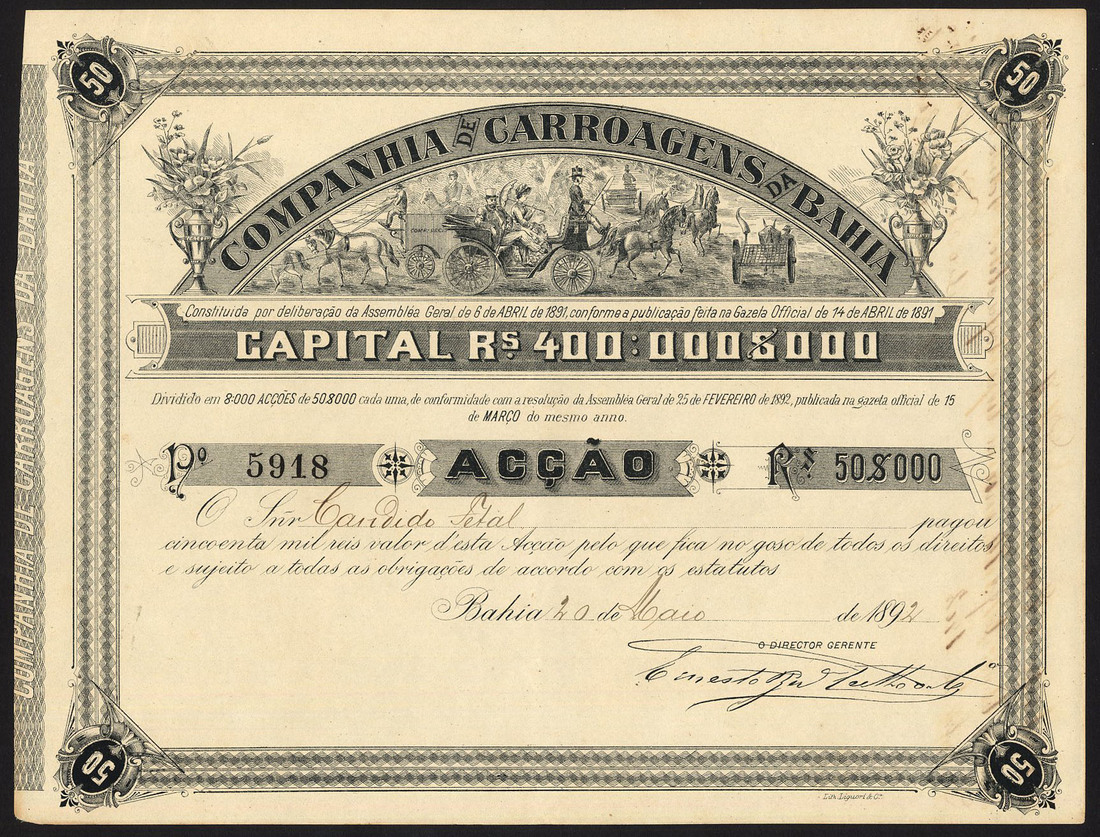 50
50
COMPANHIA DE CARROAGENS DA BAHIA
Constituida por deliberação da Assembléa Geral de 6 de ABRIL de 1891, conforme a publicação feita na Gazeta Official de 14 de ABRIL de 1891
CAPITAL Rs. 400:000$000
Dividido em 8.000 ACÇÕES de 50$000 cada uma, de conformidade com a resolução da Assembléa Geral de 25 de FEVEREIRO de 1892, publicada na gazeta official de 15
de MARÇO do mesmo anno.
Nº 5918
ACÇÃO
Rs 50$000
O Snr Candido Fetal pagou
cincoenta mil reis valor d'esta Acção pelo que fica no goso de todos os direitos
e sujeito a todas as obrigações de accordo com os estatutos
Bahia 20 de Maio de 1892
O DIRECTOR GERENTE
Ernesto
50
50
Lith. Liguori & Cª
COMPANHIA DE CARROAGENS DA BAHIA